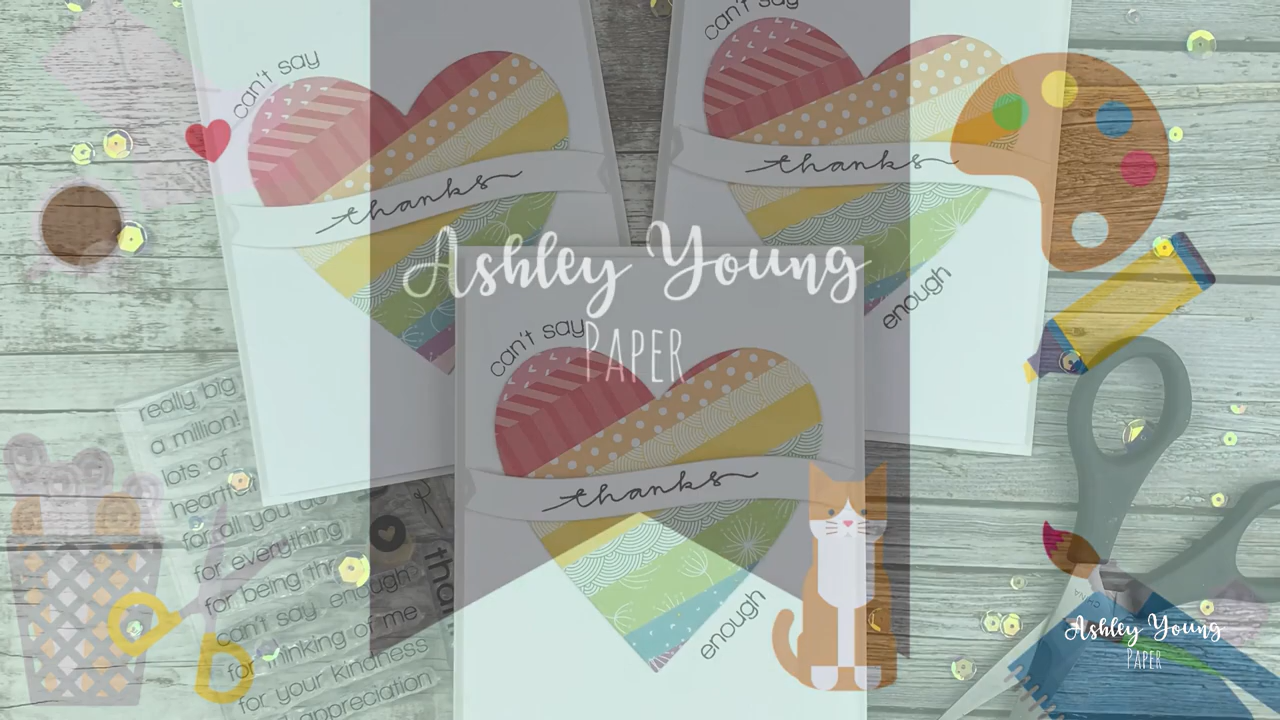 can't say
thanks
can't say
thanks
enough
Ashley Young
PAPER
can't say
thanks
enough
really big
a million!
lots of
for everything
can't say enough
for thinking of me
for your kindness
appreciation
Ashley Young
PAPER